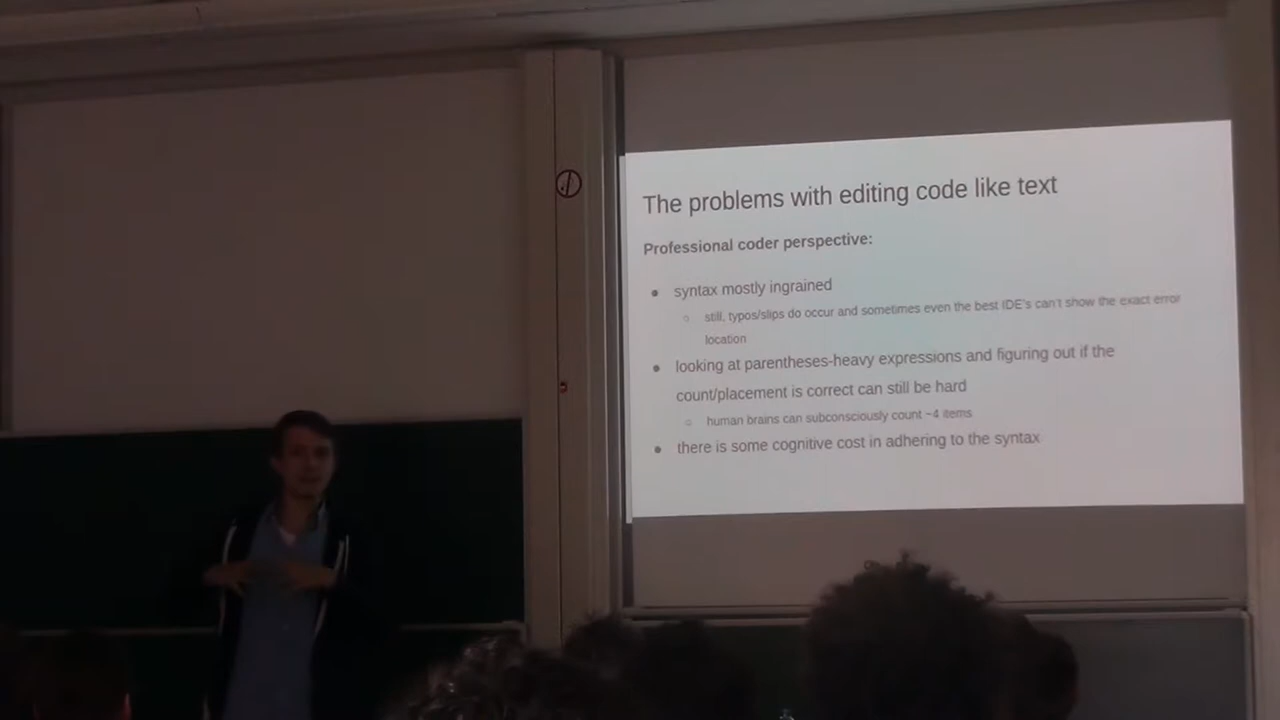 The problems with editing code like text
Professional coder perspective:
● syntax mostly ingrained
○ still, typos/slips do occur and sometimes even the best IDE's can't show the exact error
location
● looking at parentheses-heavy expressions and figuring out if the
count/placement is correct can still be hard
○ human brains can subconsciously count ~4 items
● there is some cognitive cost in adhering to the syntax